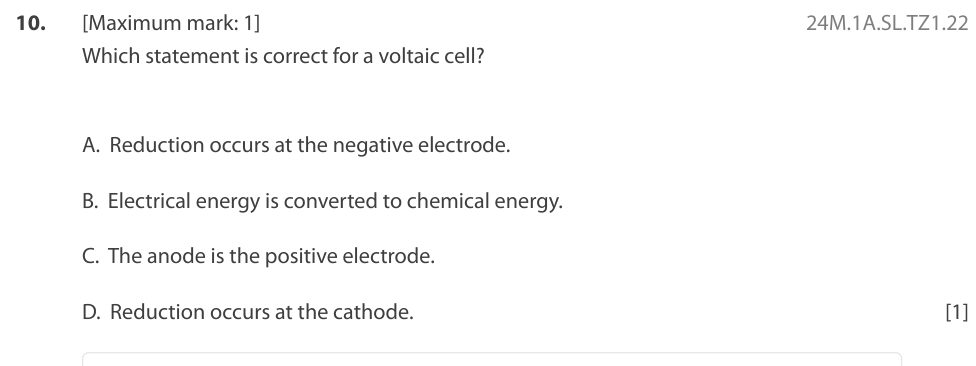 10. [Maximum mark: 1] 24M.1A.SL.TZ1.22
Which statement is correct for a voltaic cell?
A. Reduction occurs at the negative electrode.
B. Electrical energy is converted to chemical energy.
C. The anode is the positive electrode.
D. Reduction occurs at the cathode. [1]